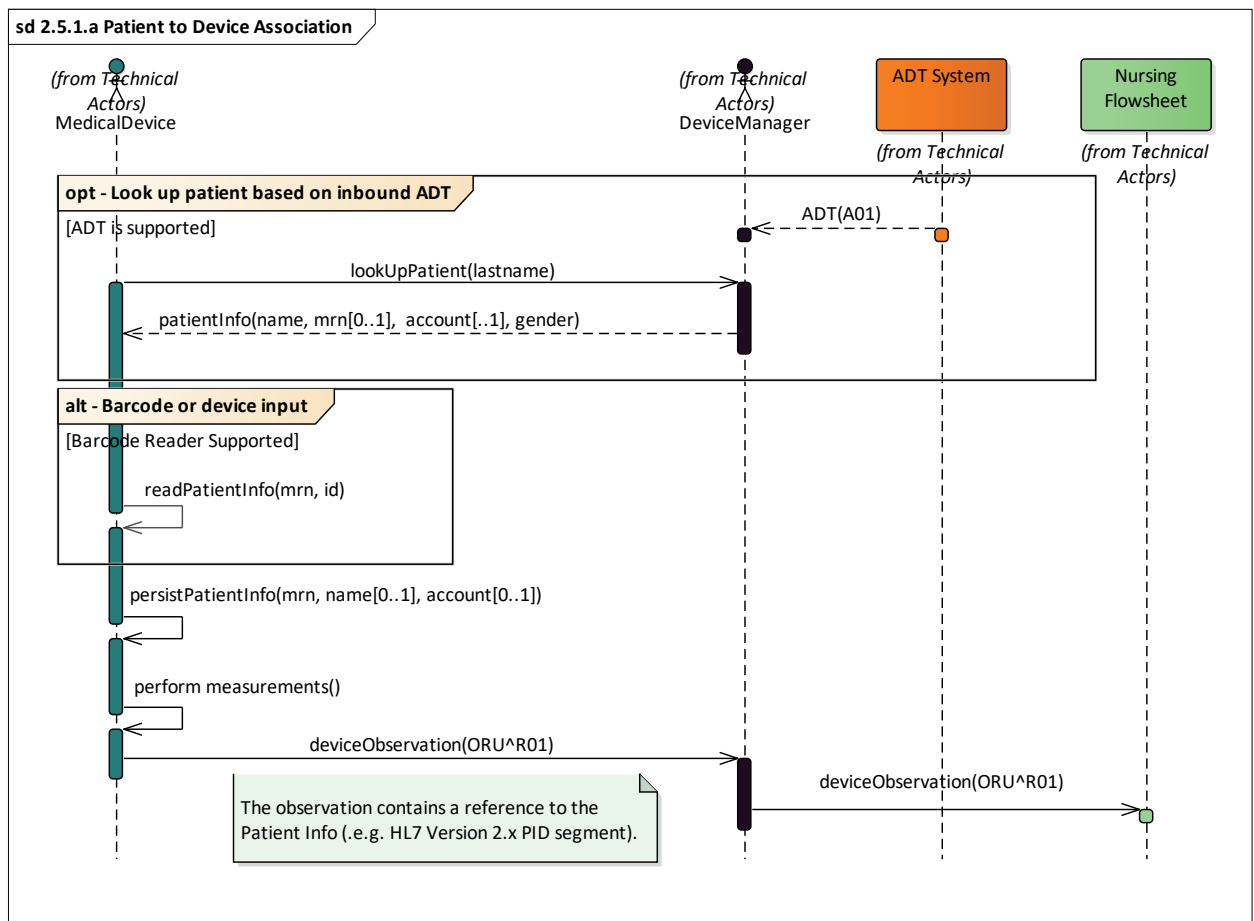 sd 2.5.1.a Patient to Device Association
(from Technical
Actors)
MedicalDevice
(from Technical
Actors)
DeviceManager
ADT System
(from Technical
Actors)
Nursing
Flowsheet
(from Technical
Actors)
opt - Look up patient based on inbound ADT
[ADT is supported]
ADT(A01)
lookUpPatient(lastname)
patientInfo(name, mrn[0..1], account[..1], gender)
alt - Barcode or device input
[Barcode Reader Supported]
readPatientInfo(mrn, id)
persistPatientInfo(mrn, name[0..1], account[0..1])
perform measurements()
deviceObservation(ORU^R01)
deviceObservation(ORU^R01)
The observation contains a reference to the
Patient Info (.e.g. HL7 Version 2.x PID segment).